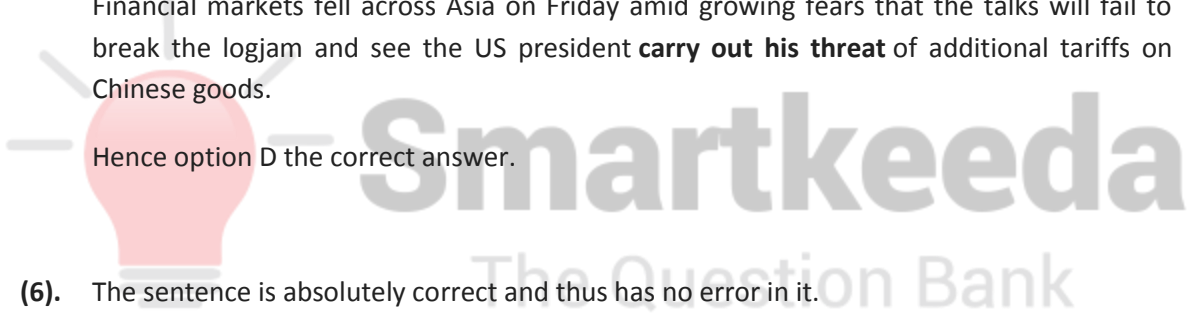 Financial markets fell across Asia on Friday amid growing fears that the talks will fail to
break the logjam and see the US president carry out his threat of additional tariffs on
Chinese goods.
Hence option D the correct answer.
Smartkeeda
The Question Bank
(6). The sentence is absolutely correct and thus has no error in it.